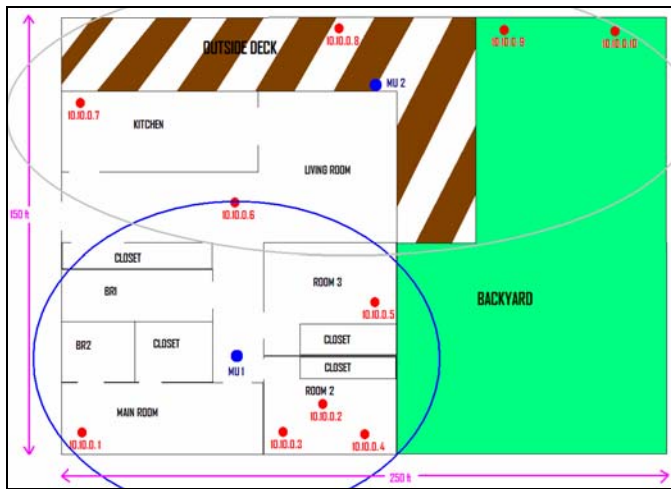 10.10.0.8
10.10.0.9
10.10.0.10
OUTSIDE DECK
MU 2
10.10.0.7
KITCHEN
LIVING ROOM
150 ft
10.10.0.6
CLOSET
ROOM 3
BR1
BACKYARD
10.10.0.5
BR2
CLOSET
CLOSET
MU 1
CLOSET
ROOM 2
MAIN ROOM
10.10.0.2
10.10.0.1
10.10.0.3
10.10.0.4
250 ft